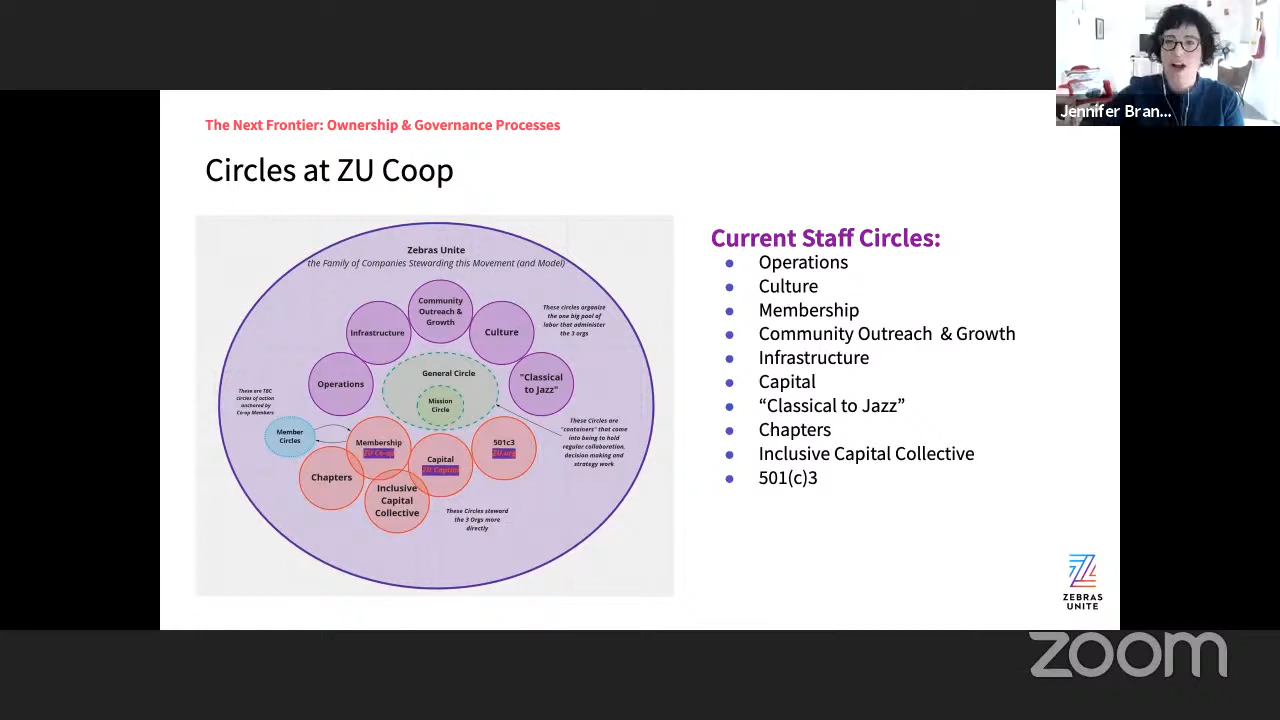 Jennifer Bran...
The Next Frontier: Ownership & Governance Processes
Circles at ZU Coop
Zebras Unite
the Family of Companies Stewarding this Movement (and Model)
Community
Outreach &
Growth
Infrastructure
Culture
These circles organize
the one big pool of
labor that administer
the 3 orgs
Operations
General Circle
Mission
Circle
"Classical
to Jazz"
These are TBC
circles of action
anchored by
Co-op Members
Member
Circles
Membership
ZU Co-op
Capital
ZU Capital
501c3
ZU.org
These Circles are
"containers" that come
into being to hold
regular collaboration,
decision making and
strategy work
Chapters
Inclusive
Capital
Collective
These Circles steward
the 3 Orgs more
directly
Current Staff Circles:
● Operations
● Culture
● Membership
● Community Outreach & Growth
● Infrastructure
● Capital
● “Classical to Jazz”
● Chapters
● Inclusive Capital Collective
● 501(c)3
ZEBRAS
UNITE
zoom